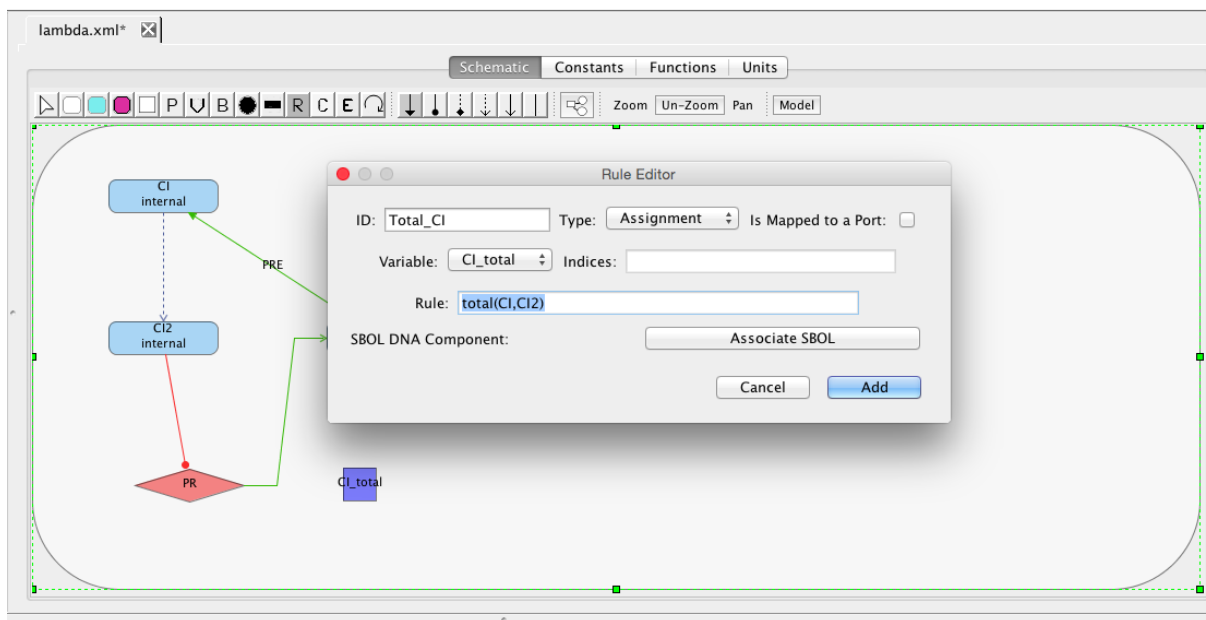 lambda.xml*
Schematic Constants Functions Units
P V B R C E Zoom Un-Zoom Pan Model
Rule Editor
CI
internal
ID: Total_CI Type: Assignment Is Mapped to a Port:
PRE
Variable: CI_total Indices:
Rule: total(CI,CI2)
CI2
internal
SBOL DNA Component: Associate SBOL
Cancel Add
PR
CI_total